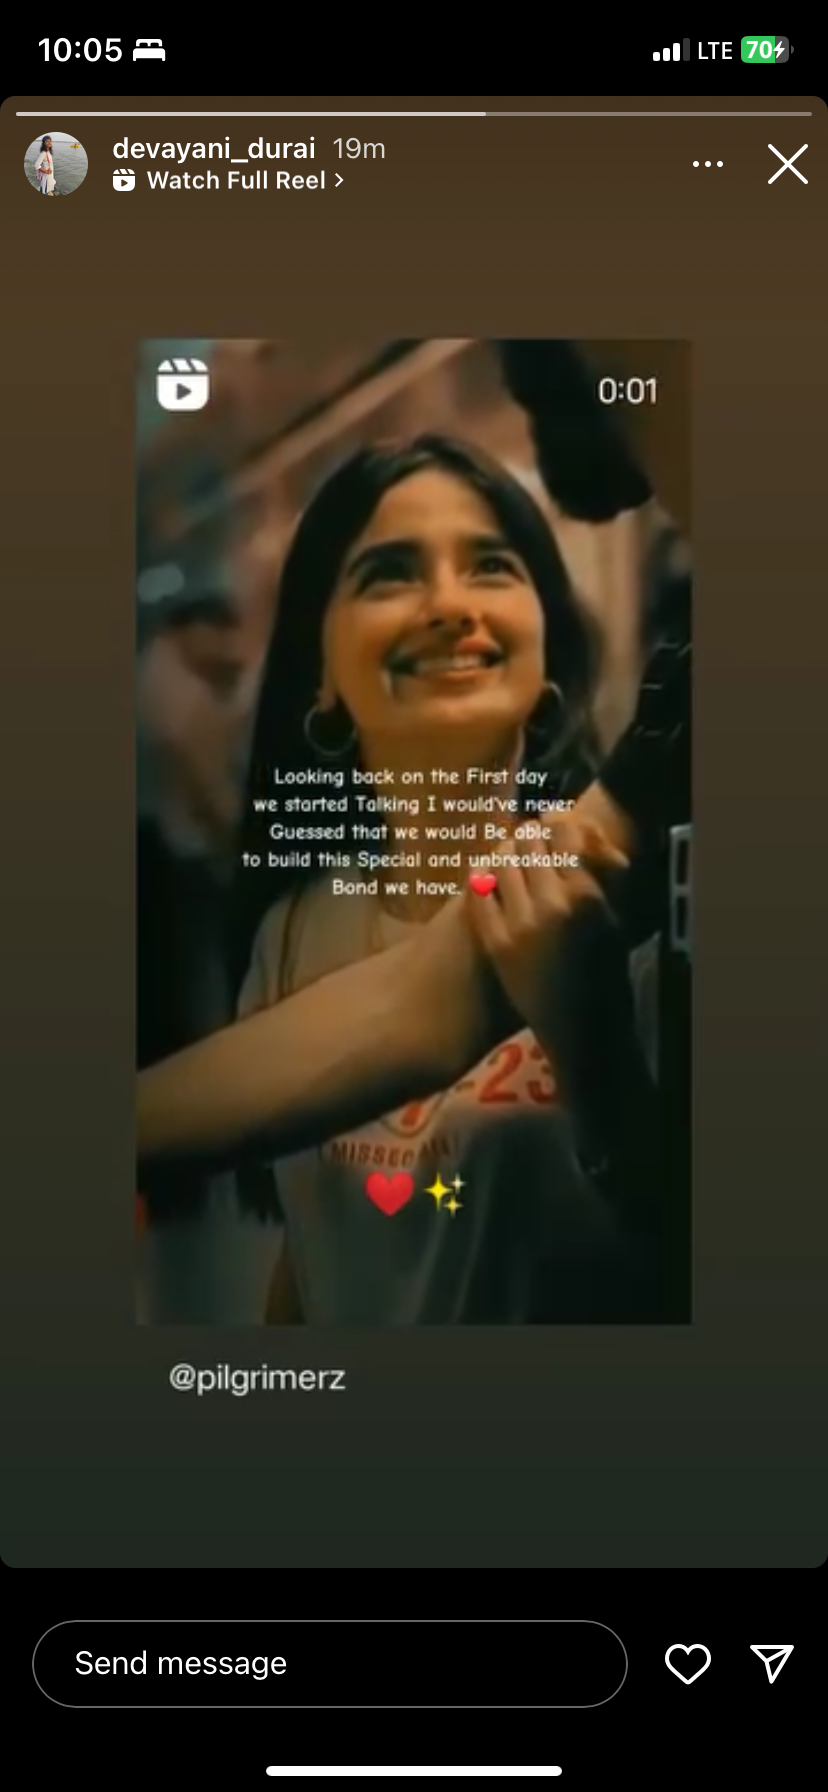 10:05
LTE 70
devayani_durai 19m
Watch Full Reel >
0:01
Looking back on the First day
we started Talking I would've never
Guessed that we would Be able
to build this Special and unbreakable
Bond we have. ❤️
-23
MISSED
❤️✨
@pilgrimerz
Send message